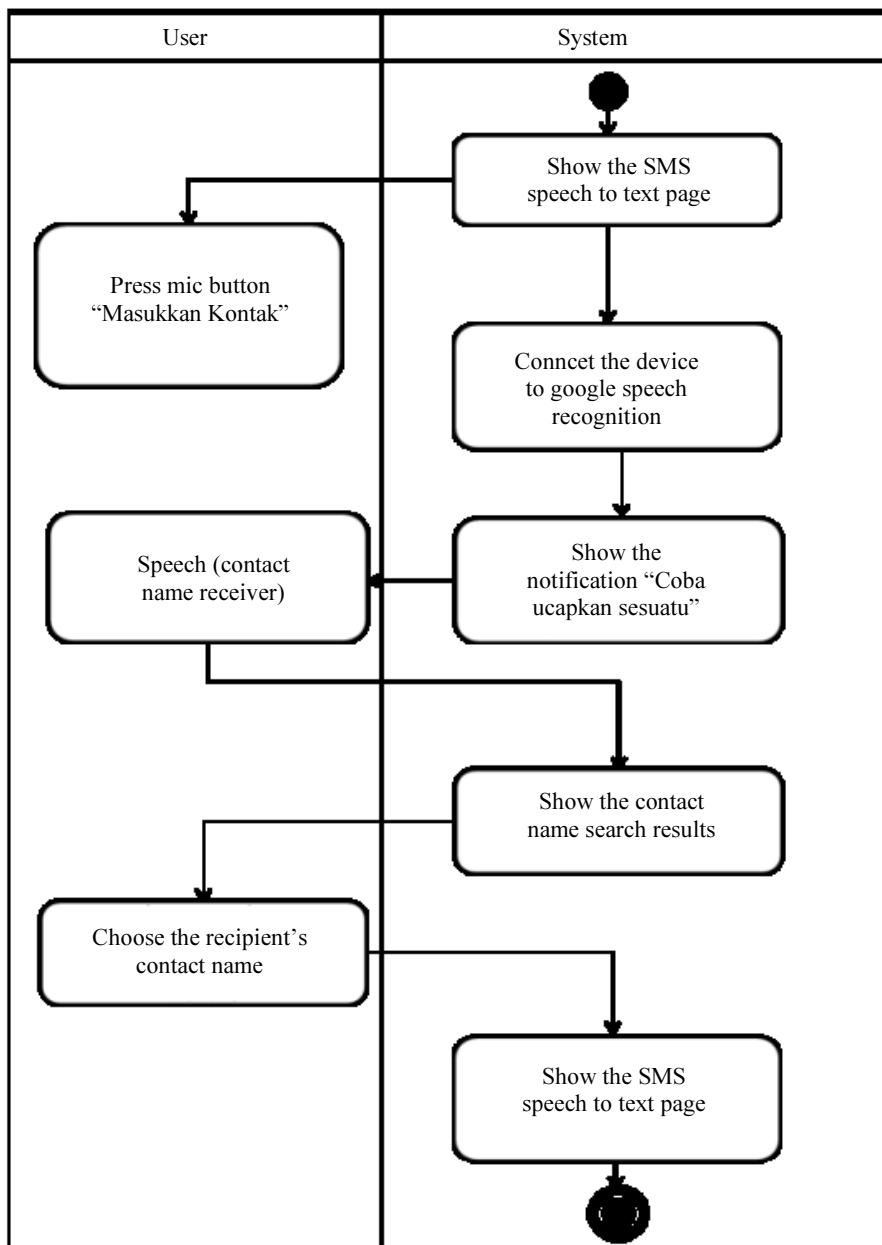 User
System
Show the SMS
speech to text page
Press mic button
“Masukkan Kontak”
Conncet the device
to google speech
recognition
Show the
notification “Coba
ucapkan sesuatu”
Speech (contact
name receiver)
Show the contact
name search results
Choose the recipient’s
contact name
Show the SMS
speech to text page